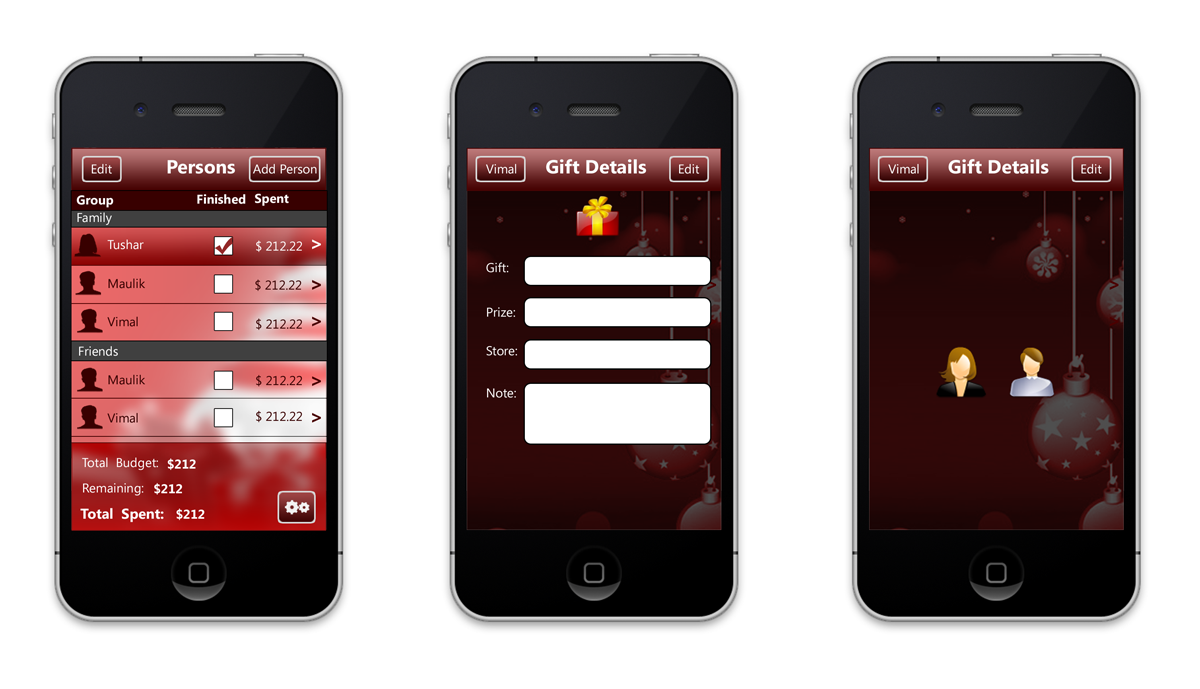 Edit Persons Add Person
Group Finished Spent
Family
Tushar $ 212.22 >
Maulik $ 212.22 >
Vimal $ 212.22 >
Friends
Maulik $ 212.22 >
Vimal $ 212.22 >
Total Budget: $212
Remaining: $212
Total Spent: $212
Vimal Gift Details Edit
Gift:
Prize:
Store:
Note:
Vimal Gift Details Edit